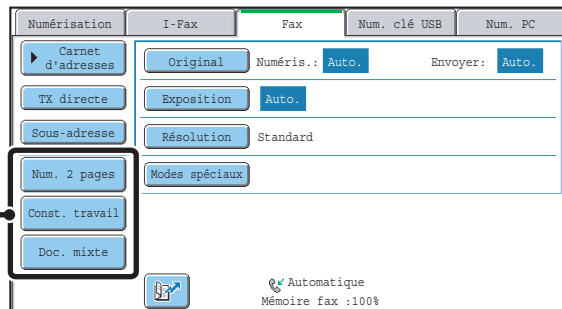 Numérisation
I-Fax
Fax
Num. clé USB
Num. PC
Carnet
d'adresses
Original
Numéris.: Auto.
Envoyer: Auto.
TX directe
Exposition
Auto.
Sous-adresse
Résolution
Standard
Num. 2 pages
Modes spéciaux
Const. travail
Doc. mixte
Automatique
Mémoire fax :100%